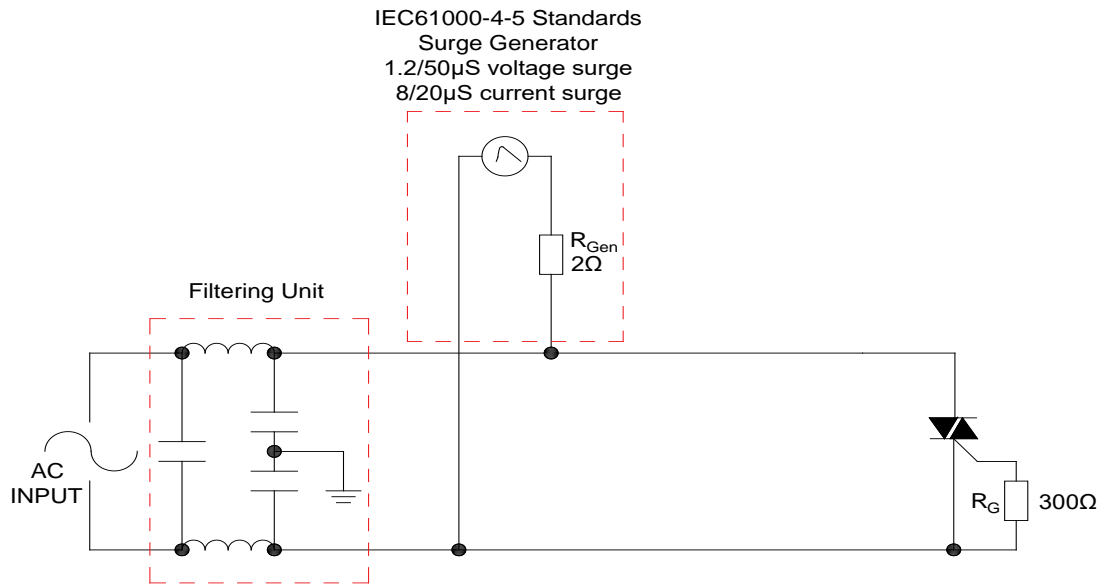 IEC61000-4-5 Standards
Surge Generator
1.2/50µS voltage surge
8/20µS current surge
R_Gen
2Ω
Filtering Unit
AC
INPUT
R_G
300Ω